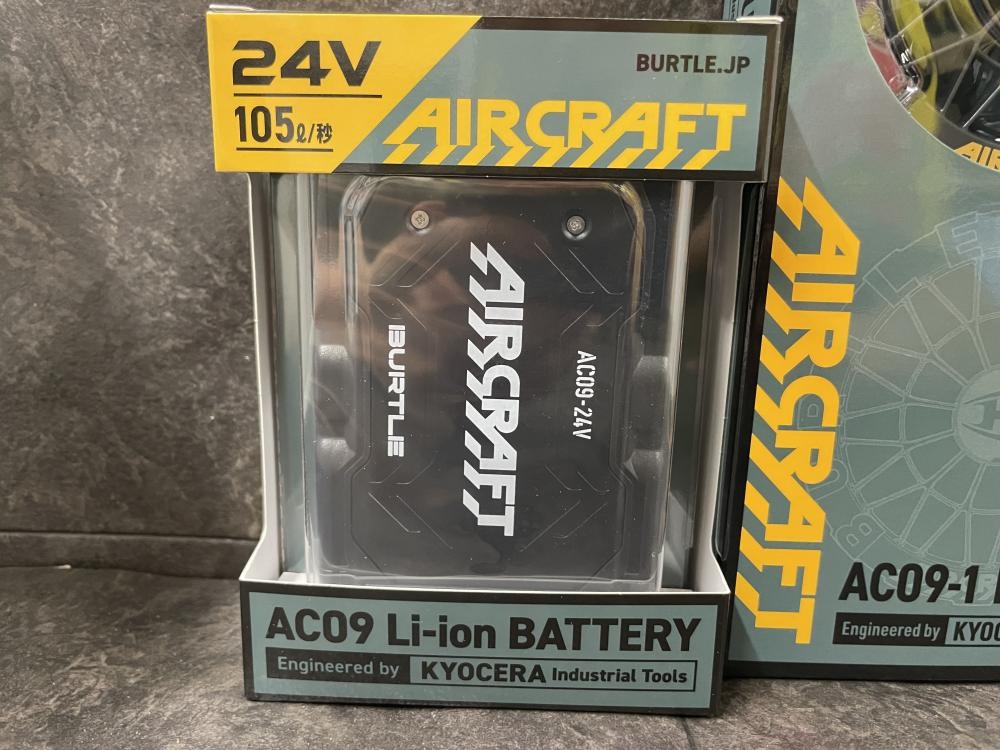 24V
105ℓ/秒
BURTLE.JP
AIRCRAFT
AIRCRAFT
BURTLE
AC09-24V
AC09 Li-ion BATTERY
Engineered by KYOCERA Industrial Tools
AIRCRAFT
AC09-1
Engineered by KYOC